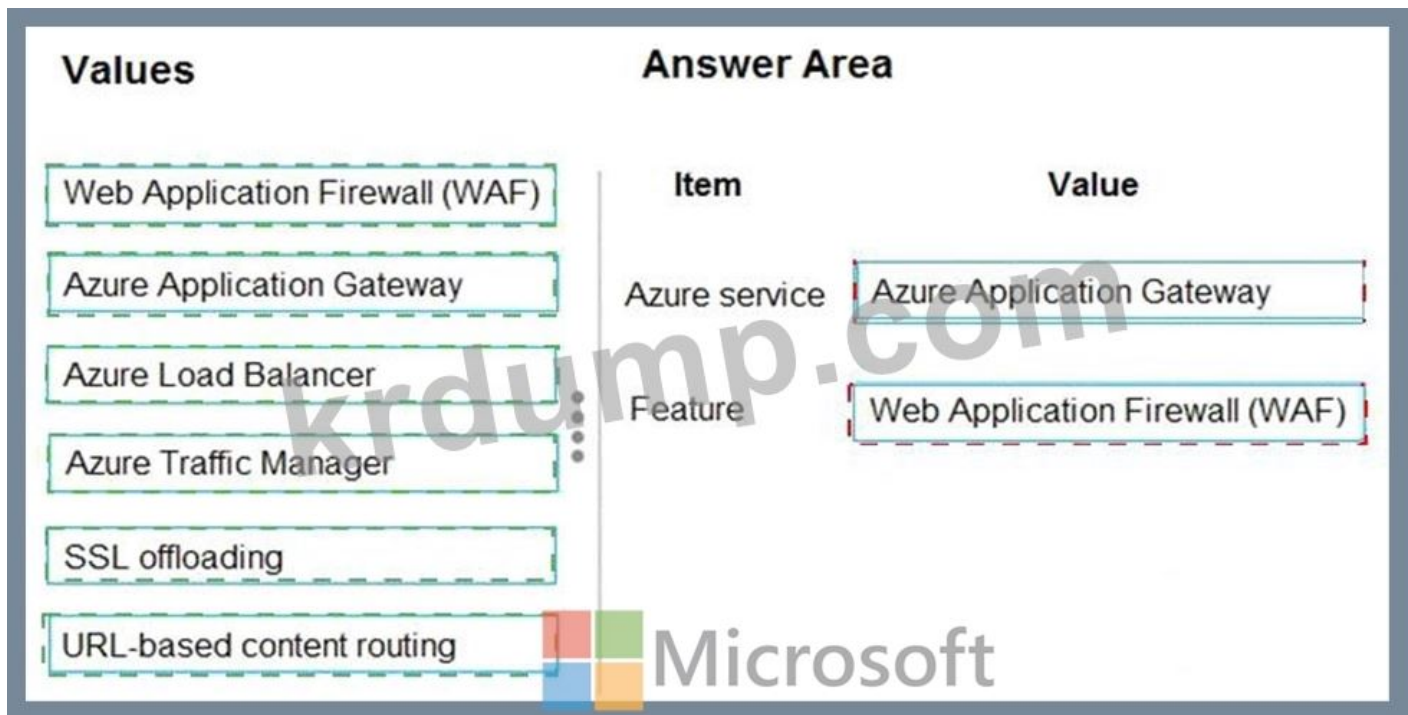 Values
Answer Area
Web Application Firewall (WAF)
Azure Application Gateway
Azure Load Balancer
Azure Traffic Manager
SSL offloading
URL-based content routing
Item
Value
Azure service
Azure Application Gateway
Feature
Web Application Firewall (WAF)
krdump.com
Microsoft